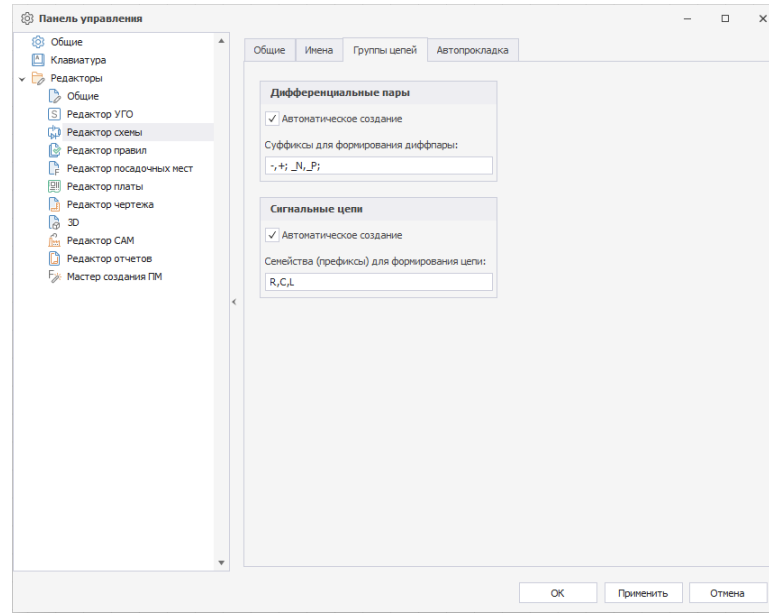 Панель управления
Общие
Клавиатура
Редакторы
Общие
Редактор УГО
Редактор схемы
Редактор правил
Редактор посадочных мест
Редактор платы
Редактор чертежа
3D
Редактор CAM
Редактор отчетов
Мастер создания ПМ
Общие Имена Группы цепей Автопрокладка
Дифференциальные пары
Автоматическое создание
Суффиксы для формирования диффпары:
-,+; _N,_P;
Сигнальные цепи
Автоматическое создание
Семейства (префиксы) для формирования цепи:
R,C,L
ОК Применить Отмена